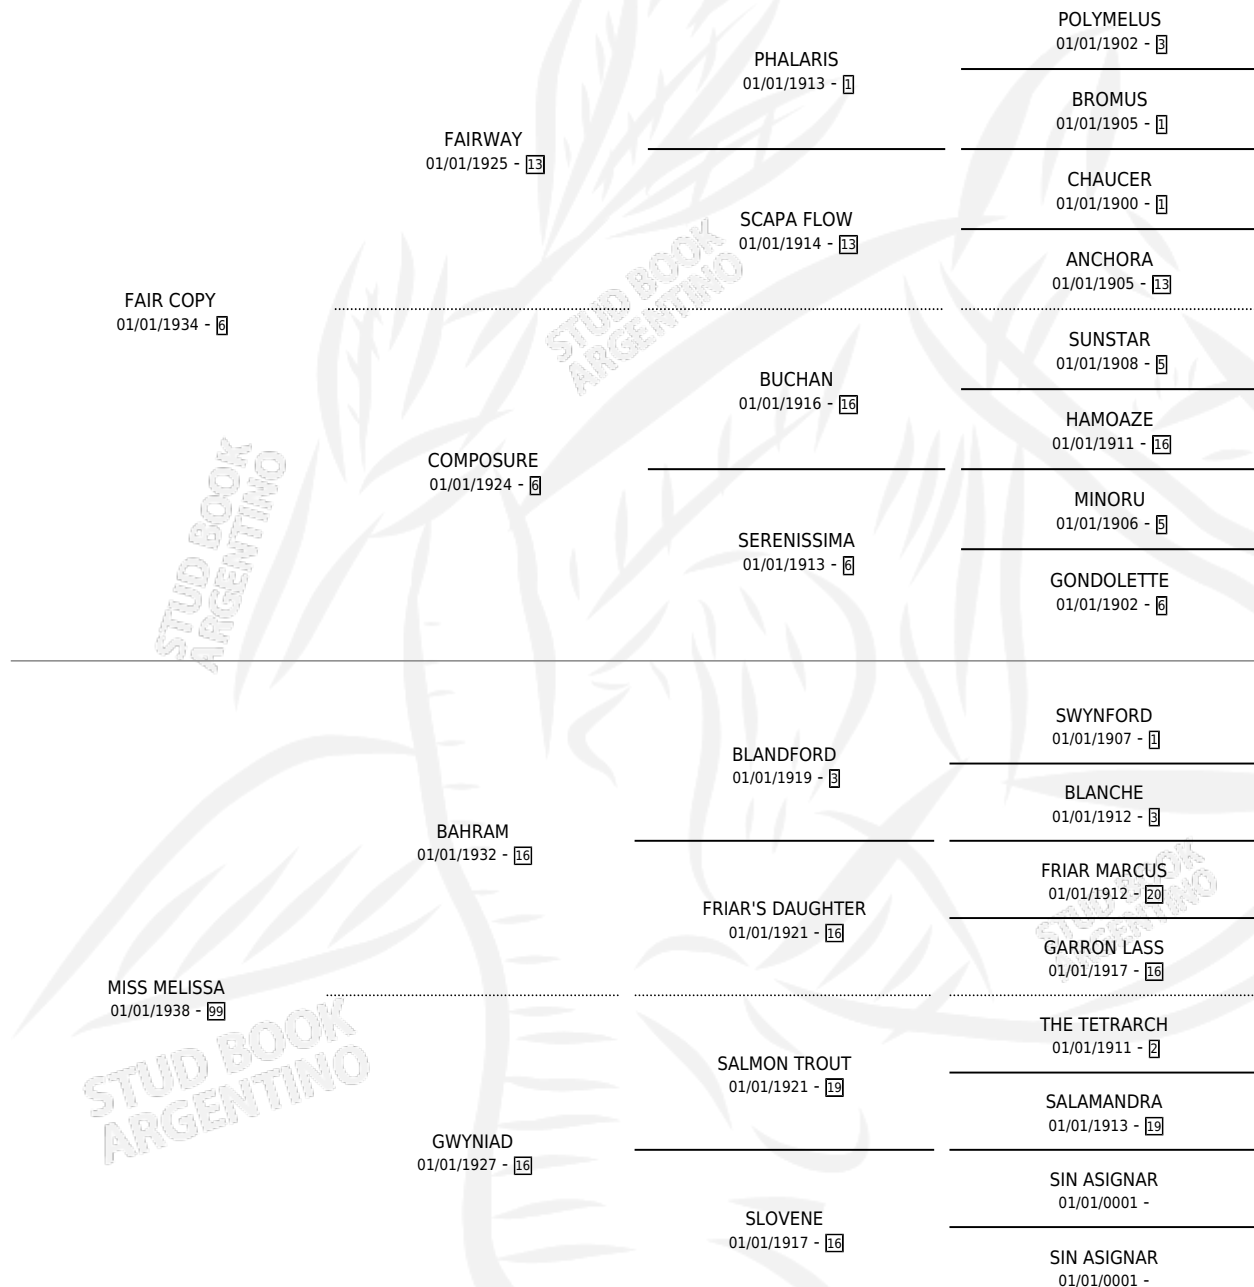 POLYMELUS
01/01/1902 - 3
PHALARIS
01/01/1913 - 1
BROMUS
01/01/1905 - 1
FAIRWAY
01/01/1925 - 13
CHAUCER
01/01/1900 - 1
SCAPA FLOW
01/01/1914 - 13
ANCHORA
01/01/1905 - 13
FAIR COPY
01/01/1934 - 6
SUNSTAR
01/01/1908 - 5
BUCHAN
01/01/1916 - 16
HAMOAZE
01/01/1911 - 16
COMPOSURE
01/01/1924 - 6
MINORU
01/01/1906 - 5
SERENISSIMA
01/01/1913 - 6
GONDOLETTE
01/01/1902 - 6
STUD BOOK
ARGENTINO
STUD BOOK
ARGENTINO
SWYNFORD
01/01/1907 - 1
BLANDFORD
01/01/1919 - 3
BLANCHE
01/01/1912 - 3
BAHRAM
01/01/1932 - 16
FRIAR MARCUS
01/01/1912 - 20
FRIAR'S DAUGHTER
01/01/1921 - 16
GARRON LASS
01/01/1917 - 16
STUD BOOK
ARGENTINO
MISS MELISSA
01/01/1938 - 99
THE TETRARCH
01/01/1911 - 2
SALMON TROUT
01/01/1921 - 19
SALAMANDRA
01/01/1913 - 19
STUD BOOK
ARGENTINO
GWYNIAD
01/01/1927 - 16
SIN ASIGNAR
01/01/0001 -
SLOVENE
01/01/1917 - 16
SIN ASIGNAR
01/01/0001 -